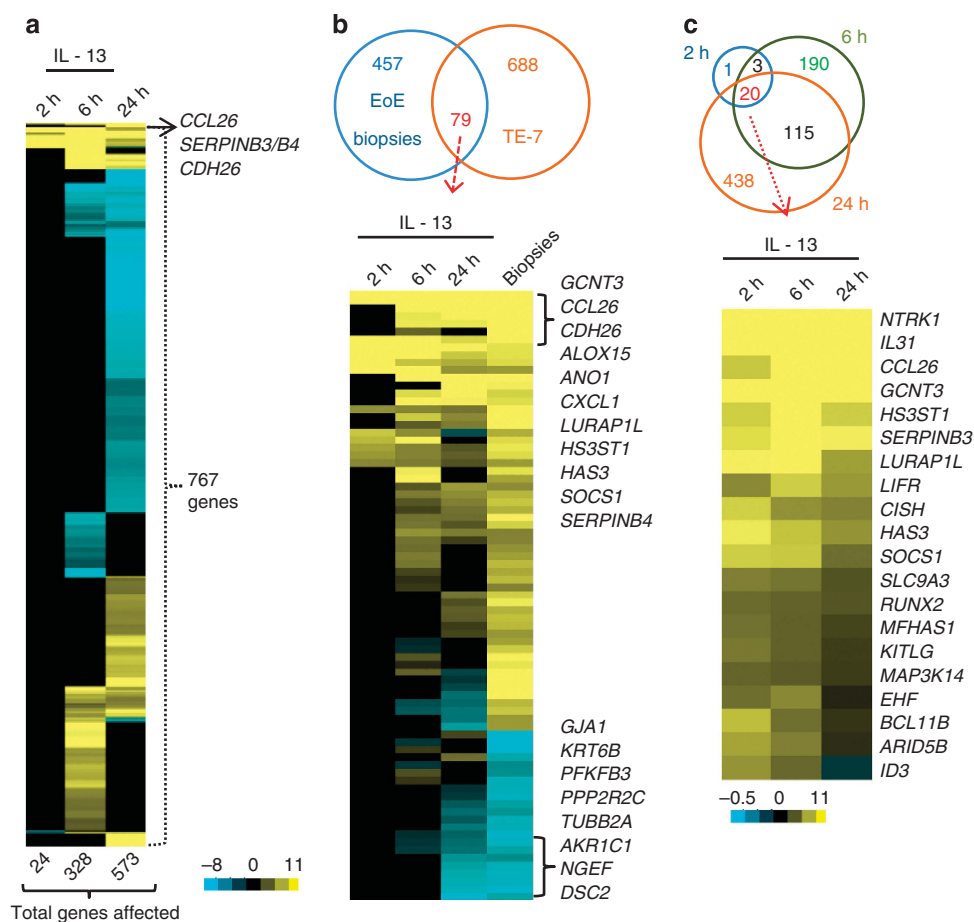 a
IL - 13
2 h 6 h 24 h
CCL26
SERPINB3/B4
CDH26
767
genes
24 328 573
Total genes affected
–8 0 11
b
457
EoE
biopsies
79
688
TE-7
IL - 13
2 h 6 h 24 h Biopsies
GCNT3
CCL26
CDH26
ALOX15
ANO1
CXCL1
LURAP1L
HS3ST1
HAS3
SOCS1
SERPINB4
GJA1
KRT6B
PFKFB3
PPP2R2C
TUBB2A
AKR1C1
NGEF
DSC2
c
2 h
6 h
1 3 190
20
115
438
24 h
IL - 13
2 h 6 h 24 h
NTRK1
IL31
CCL26
GCNT3
HS3ST1
SERPINB3
LURAP1L
LIFR
CISH
HAS3
SOCS1
SLC9A3
RUNX2
MFHAS1
KITLG
MAP3K14
EHF
BCL11B
ARID5B
ID3
–0.5 0 11